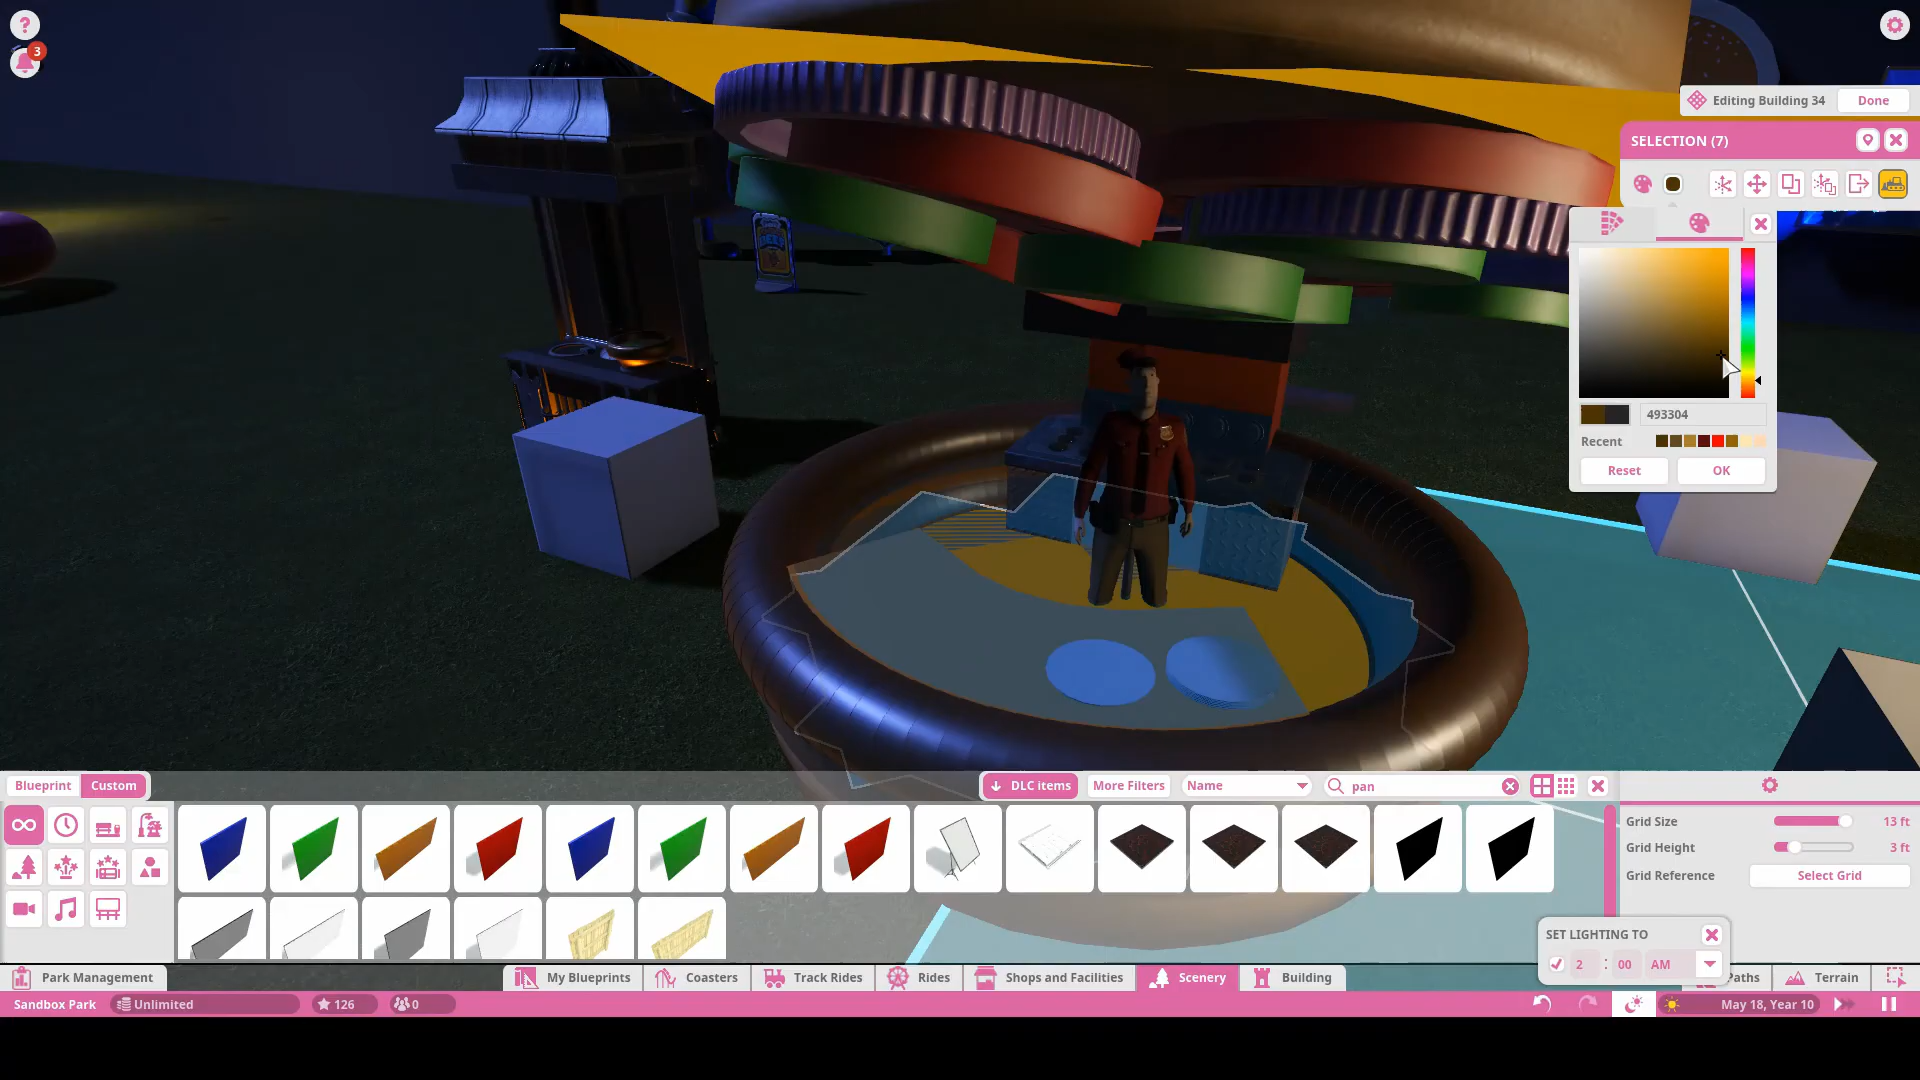 ?
3
Editing Building 34
Done
SELECTION (7)
493304
Recent
Reset
OK
Blueprint
Custom
DLC items
More Filters
Name
pan
Grid Size
13 ft
Grid Height
3 ft
Grid Reference
Select Grid
SET LIGHTING TO
2 : 00 AM
Park Management
My Blueprints
Coasters
Track Rides
Rides
Shops and Facilities
Scenery
Building
Paths
Terrain
Sandbox Park
Unlimited
126
0
May 18, Year 10